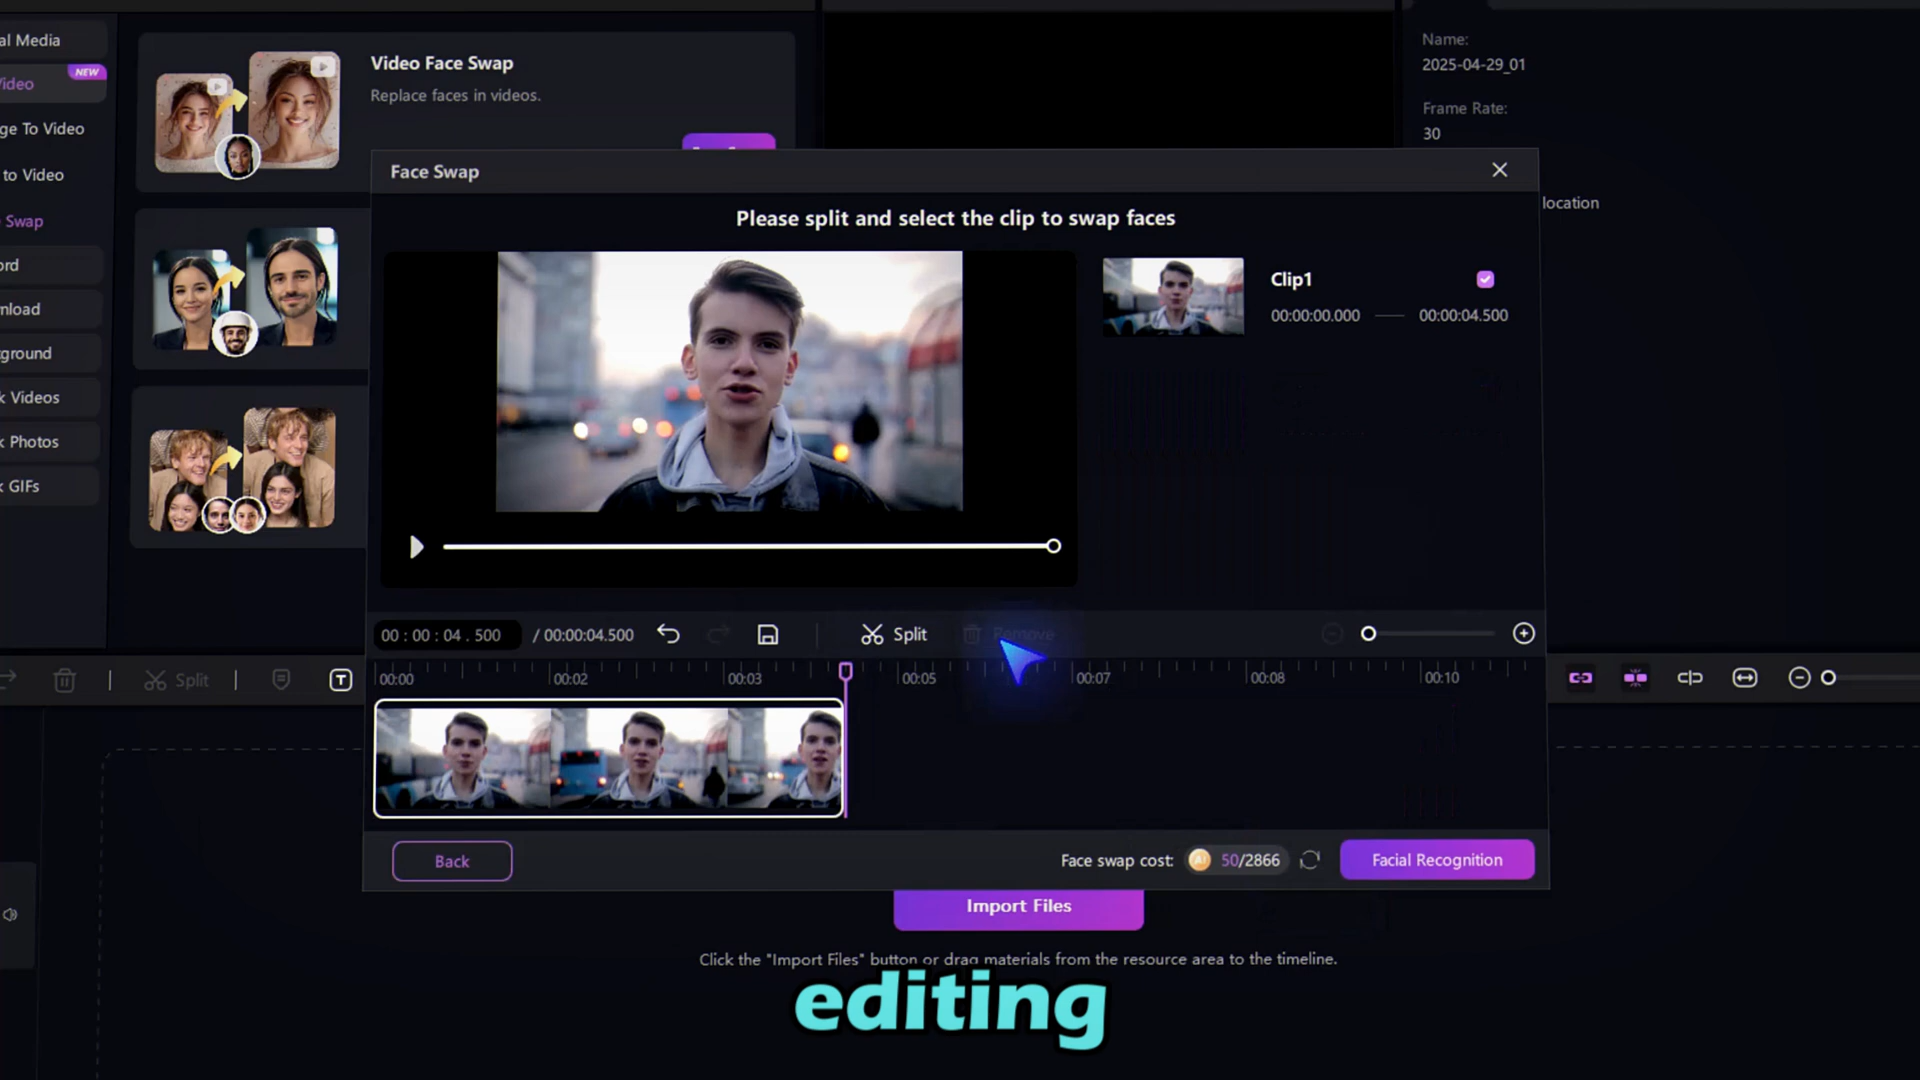 al Media
NEW
Video
ge To Video
to Video
Swap
ord
nload
ground
k Videos
k Photos
k GIFs
Video Face Swap
Replace faces in videos.
Name:
2025-04-29_01
Frame Rate:
30
location
Face Swap
Please split and select the clip to swap faces
Clip1
00:00:00.000 — 00:00:04.500
00 : 00 : 04 . 500 / 00:00:04.500
Split
Remove
00:00 00:02 00:03 00:05 00:07 00:08 00:10
Split
T
Back
Face swap cost: AI 50/2866
Facial Recognition
Import Files
Click the "Import Files" button or drag materials from the resource area to the timeline.
editing